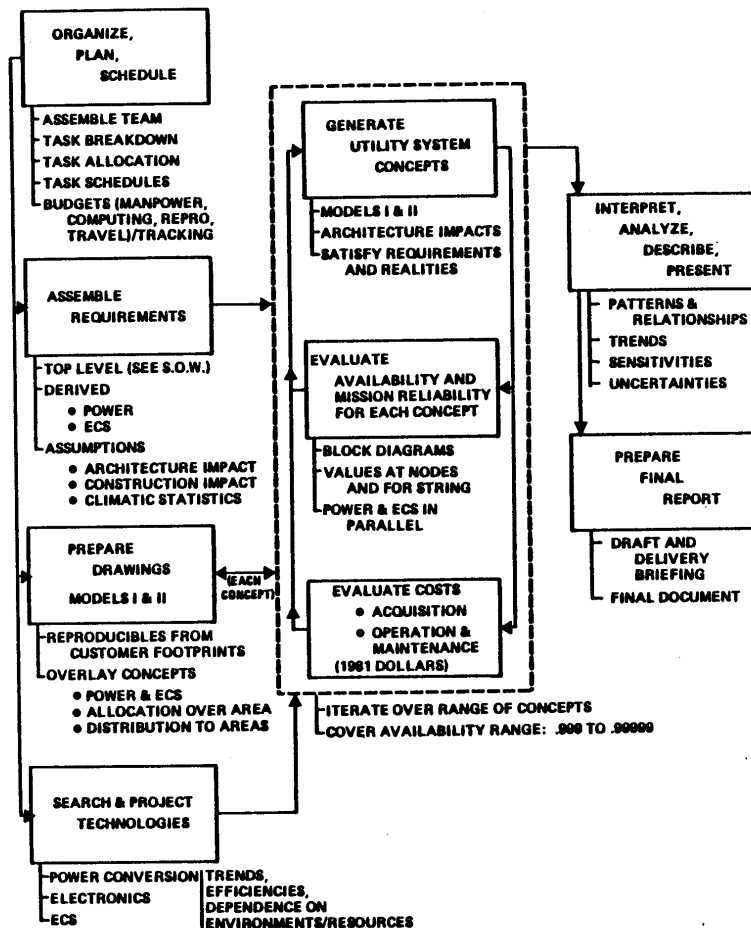 ORGANIZE,
PLAN,
SCHEDULE
ASSEMBLE TEAM
TASK BREAKDOWN
TASK ALLOCATION
TASK SCHEDULES
BUDGETS (MANPOWER,
COMPUTING, REPRO,
TRAVEL)/TRACKING
ASSEMBLE
REQUIREMENTS
TOP LEVEL (SEE S.O.W.)
DERIVED
● POWER
● ECS
ASSUMPTIONS
● ARCHITECTURE IMPACT
● CONSTRUCTION IMPACT
● CLIMATIC STATISTICS
PREPARE
DRAWINGS
MODELS I & II
(EACH
CONCEPT)
REPRODUCIBLES FROM
CUSTOMER FOOTPRINTS
OVERLAY CONCEPTS
● POWER & ECS
● ALLOCATION OVER AREA
● DISTRIBUTION TO AREAS
SEARCH & PROJECT
TECHNOLOGIES
POWER CONVERSION
ELECTRONICS
ECS
TRENDS,
EFFICIENCIES,
DEPENDENCE ON
ENVIRONMENTS/RESOURCES
GENERATE
UTILITY SYSTEM
CONCEPTS
MODELS I & II
ARCHITECTURE IMPACTS
SATISFY REQUIREMENTS
AND REALITIES
EVALUATE
AVAILABILITY AND
MISSION RELIABILITY
FOR EACH CONCEPT
BLOCK DIAGRAMS
VALUES AT NODES
AND FOR STRING
POWER & ECS IN
PARALLEL
EVALUATE COSTS
● ACQUISITION
● OPERATION &
MAINTENANCE
(1981 DOLLARS)
ITERATE OVER RANGE OF CONCEPTS
COVER AVAILABILITY RANGE: .999 TO .99999
INTERPRET,
ANALYZE,
DESCRIBE,
PRESENT
PATTERNS &
RELATIONSHIPS
TRENDS
SENSITIVITIES
UNCERTAINTIES
PREPARE
FINAL
REPORT
DRAFT AND
DELIVERY
BRIEFING
FINAL DOCUMENT